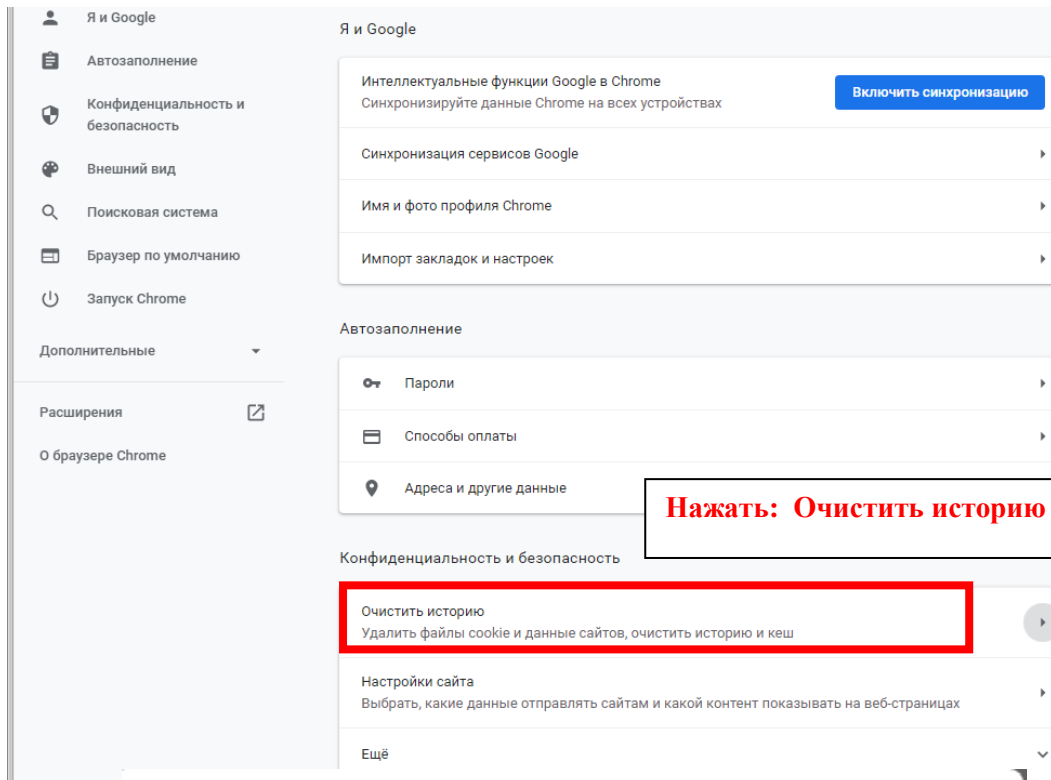 Я и Google
Автозаполнение
Конфиденциальность и
безопасность
Внешний вид
Поисковая система
Браузер по умолчанию
Запуск Chrome
Дополнительные
Расширения
О браузере Chrome
Я и Google
Интеллектуальные функции Google в Chrome
Синхронизируйте данные Chrome на всех устройствах
Включить синхронизацию
Синхронизация сервисов Google
Имя и фото профиля Chrome
Импорт закладок и настроек
Автозаполнение
Пароли
Способы оплаты
Адреса и другие данные
Нажать: Очистить историю
Конфиденциальность и безопасность
Очистить историю
Удалить файлы cookie и данные сайтов, очистить историю и кеш
Настройки сайта
Выбрать, какие данные отправлять сайтам и какой контент показывать на веб-страницах
Ещё